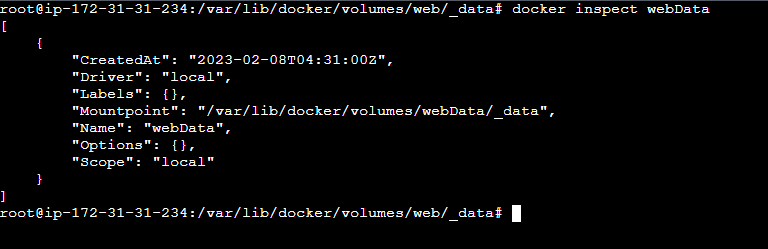 root@ip-172-31-31-234:/var/lib/docker/volumes/web/_data# docker inspect webData
[
    {
        "CreatedAt": "2023-02-08T04:31:00Z",
        "Driver": "local",
        "Labels": {},
        "Mountpoint": "/var/lib/docker/volumes/webData/_data",
        "Name": "webData",
        "Options": {},
        "Scope": "local"
    }
]
root@ip-172-31-31-234:/var/lib/docker/volumes/web/_data#